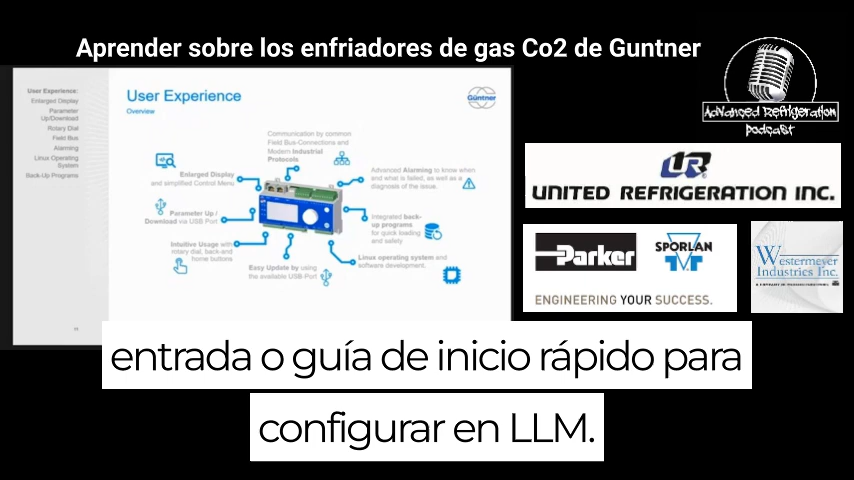 Aprender sobre los enfriadores de gas Co2 de Guntner
Advanced Refrigeration
podcast
User Experience:
Enlarged Display
Parameter
Up/Download
Rotary Dial
Field Bus
Alarming
Linux Operating
System
Back-Up Programs
User Experience
Overview
Güntner
Communication by common
Field Bus-Connections and
Modern Industrial
Protocols
Enlarged Display
and simplified Control Menu
Advanced Alarming to know when
and what is failed, as well as a
diagnosis of the issue.
Parameter Up /
Download via USB Port
Integrated back-
up programs
for quick loading
and safety
Intuitive Usage with
rotary dial, back-and
home buttons
Easy Update by using
the available USB-Port
Linux operating system and
software development.
UR
UNITED REFRIGERATION INC.
Parker
SPORLAN
ENGINEERING YOUR SUCCESS.
Westermeyer
Industries Inc.
entrada o guía de inicio rápido para
configurar en LLM.